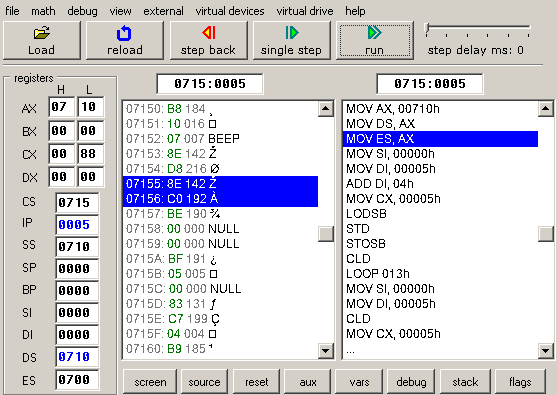 file math debug view external virtual devices virtual drive help
Load reload step back single step run step delay ms: 0
registers
H L
AX 07 10
BX 00 00
CX 00 88
DX 00 00
CS 0715
IP 0005
SS 0710
SP 0000
BP 0000
SI 0000
DI 0000
DS 0710
ES 0700
0715:0005
07150: B8 184 ¸
07151: 10 016 □
07152: 07 007 BEEP
07153: 8E 142 Ž
07154: D8 216 Ø
07155: 8E 142 Ž
07156: C0 192 À
07157: BE 190 ¾
07158: 00 000 NULL
07159: 00 000 NULL
0715A: BF 191 ¿
0715B: 05 005 □
0715C: 00 000 NULL
0715D: 83 131 ƒ
0715E: C7 199 Ç
0715F: 04 004 □
07160: B9 185 ¹
0715:0005
MOV AX, 00710h
MOV DS, AX
MOV ES, AX
MOV SI, 00000h
MOV DI, 00005h
ADD DI, 04h
MOV CX, 00005h
LODSB
STD
STOSB
CLD
LOOP 013h
MOV SI, 00000h
MOV DI, 00005h
CLD
MOV CX, 00005h
...
screen source reset aux vars debug stack flags